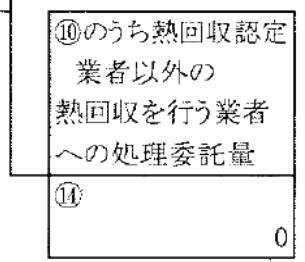 ⑩のうち熱回収認定
業者以外の
熱回収を行う業者
への処理委託量
⑭
0